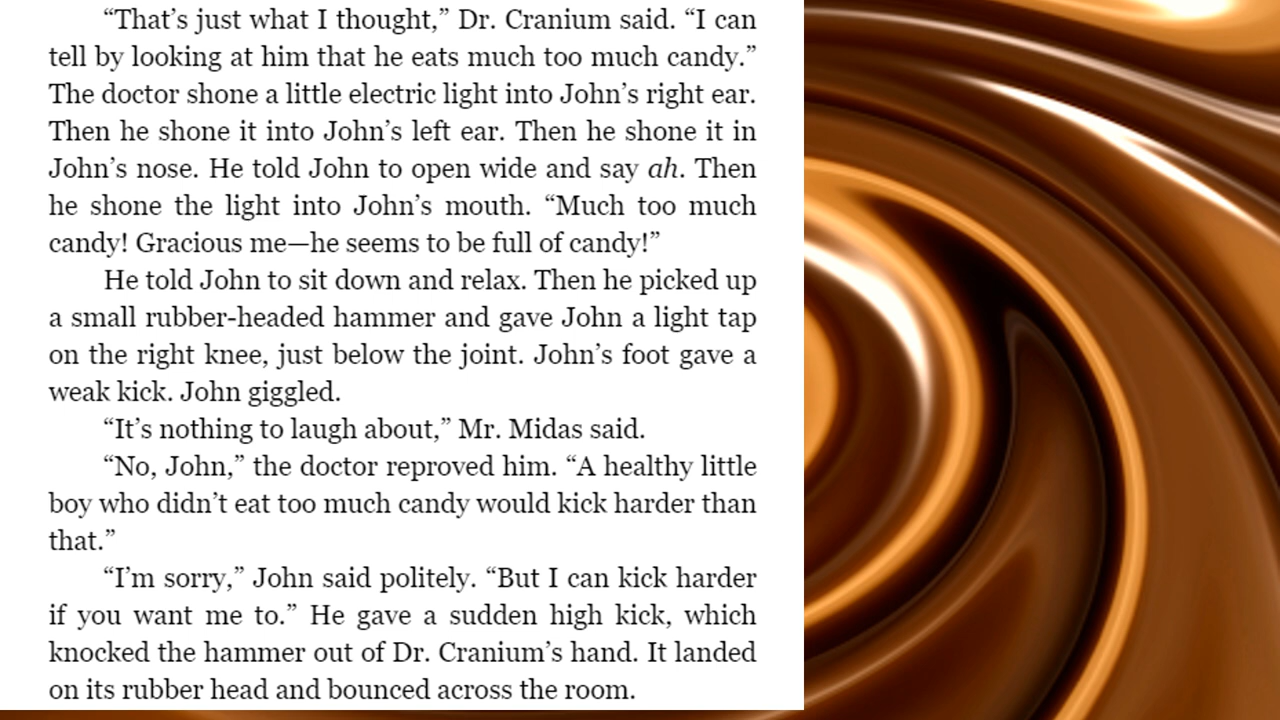 “That’s just what I thought,” Dr. Cranium said. “I can
tell by looking at him that he eats much too much candy.”
The doctor shone a little electric light into John’s right ear.
Then he shone it into John’s left ear. Then he shone it in
John’s nose. He told John to open wide and say ah. Then
he shone the light into John’s mouth. “Much too much
candy! Gracious me—he seems to be full of candy!”
He told John to sit down and relax. Then he picked up
a small rubber-headed hammer and gave John a light tap
on the right knee, just below the joint. John’s foot gave a
weak kick. John giggled.
“It’s nothing to laugh about,” Mr. Midas said.
“No, John,” the doctor reproved him. “A healthy little
boy who didn’t eat too much candy would kick harder than
that.”
“I’m sorry,” John said politely. “But I can kick harder
if you want me to.” He gave a sudden high kick, which
knocked the hammer out of Dr. Cranium’s hand. It landed
on its rubber head and bounced across the room.